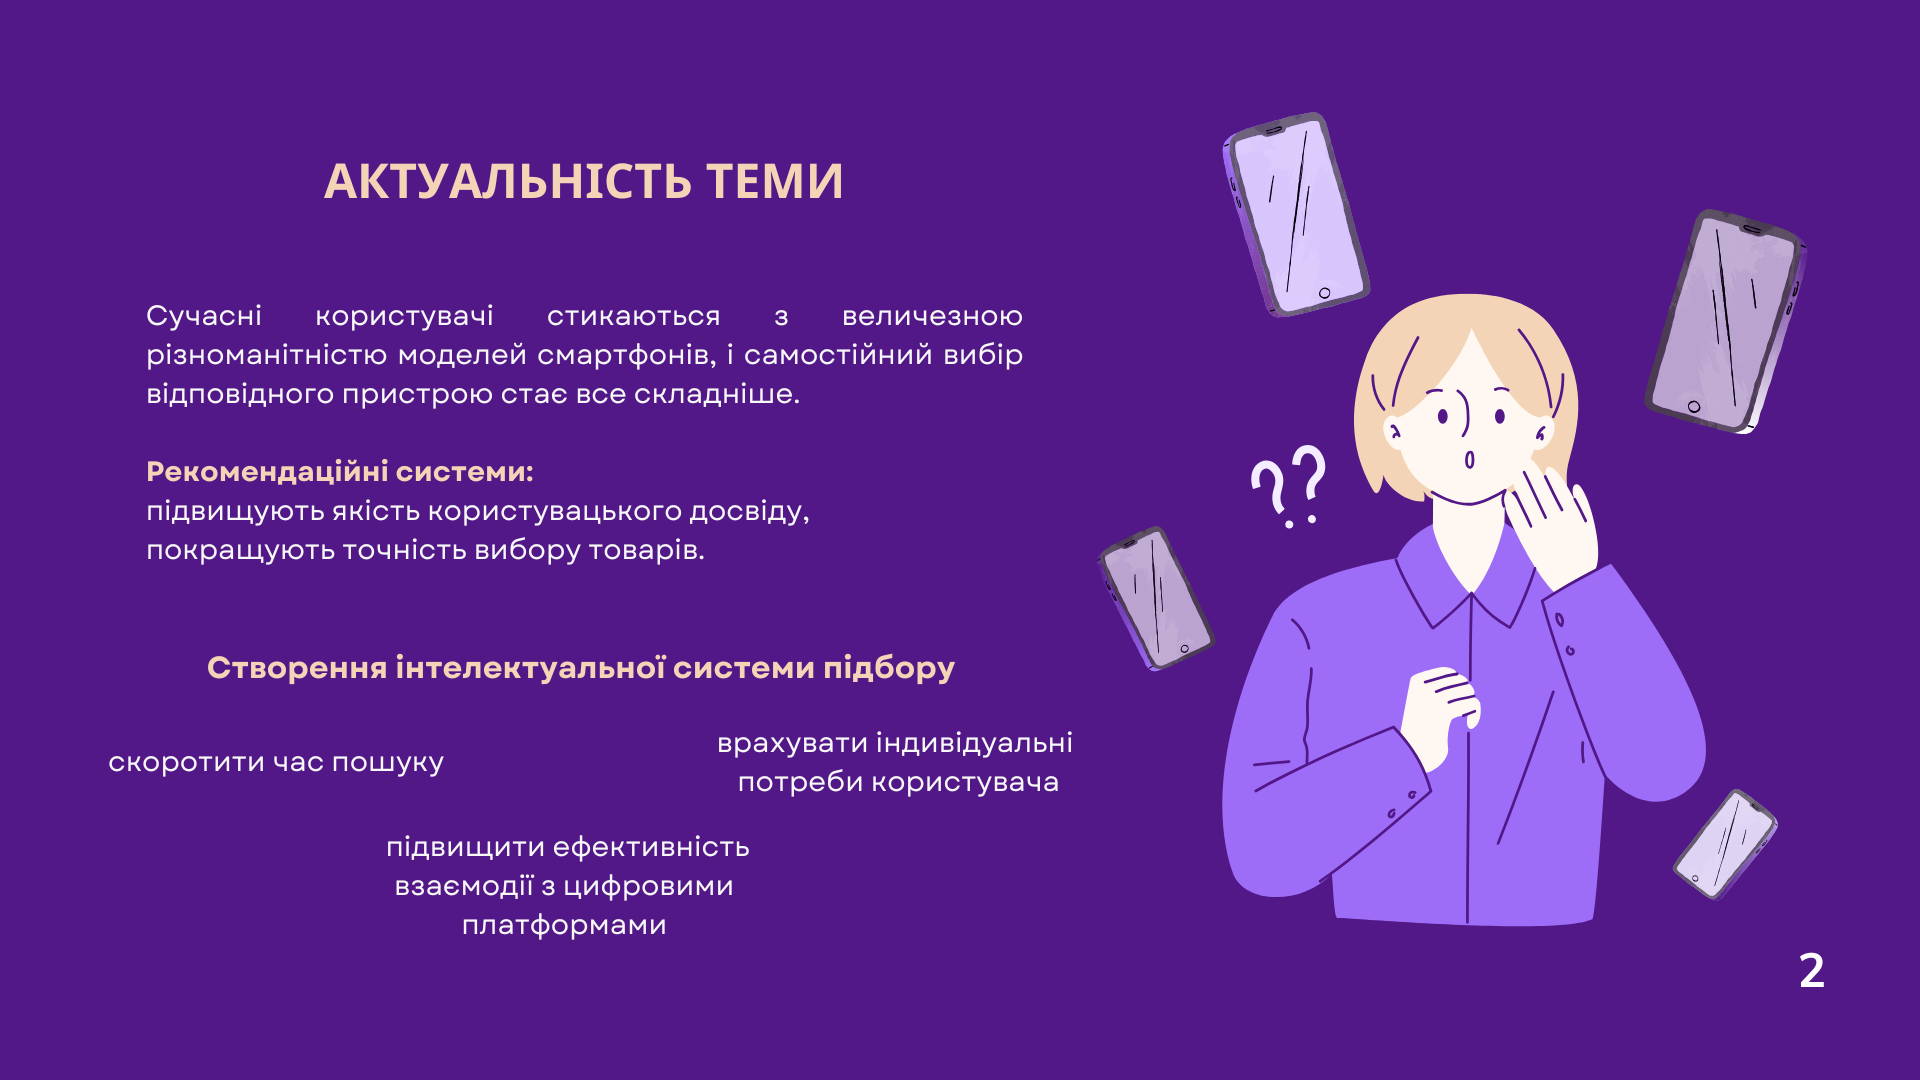 АКТУАЛЬНІСТЬ ТЕМИ
Сучасні користувачі стикаються з величезною
різноманітністю моделей смартфонів, і самостійний вибір
відповідного пристрою стає все складніше.
Рекомендаційні системи:
підвищують якість користувацького досвіду,
покращують точність вибору товарів.
??
Створення інтелектуальної системи підбору
скоротити час пошуку
врахувати індивідуальні
потреби користувача
підвищити ефективність
взаємодії з цифровими
платформами
2